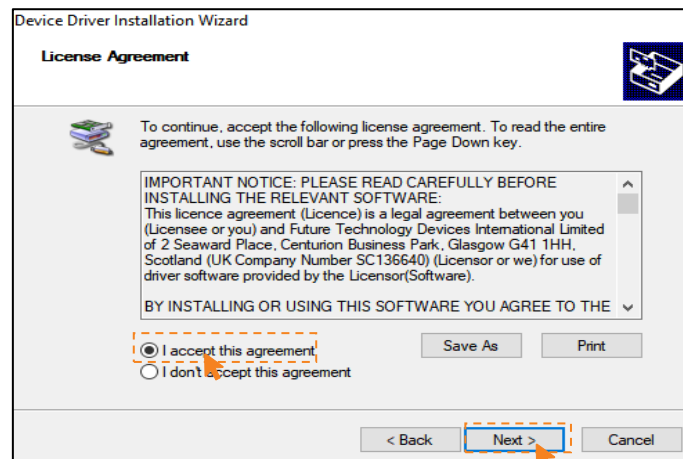 Device Driver Installation Wizard
License Agreement
To continue, accept the following license agreement. To read the entire
agreement, use the scroll bar or press the Page Down key.
IMPORTANT NOTICE: PLEASE READ CAREFULLY BEFORE
INSTALLING THE RELEVANT SOFTWARE:
This licence agreement (Licence) is a legal agreement between you
(Licensee or you) and Future Technology Devices International Limited
of 2 Seaward Place, Centurion Business Park, Glasgow G41 1HH,
Scotland (UK Company Number SC136640) (Licensor or we) for use of
driver software provided by the Licensor(Software).
BY INSTALLING OR USING THIS SOFTWARE YOU AGREE TO THE
I accept this agreement
Save As
Print
I don't accept this agreement
< Back
Next >
Cancel